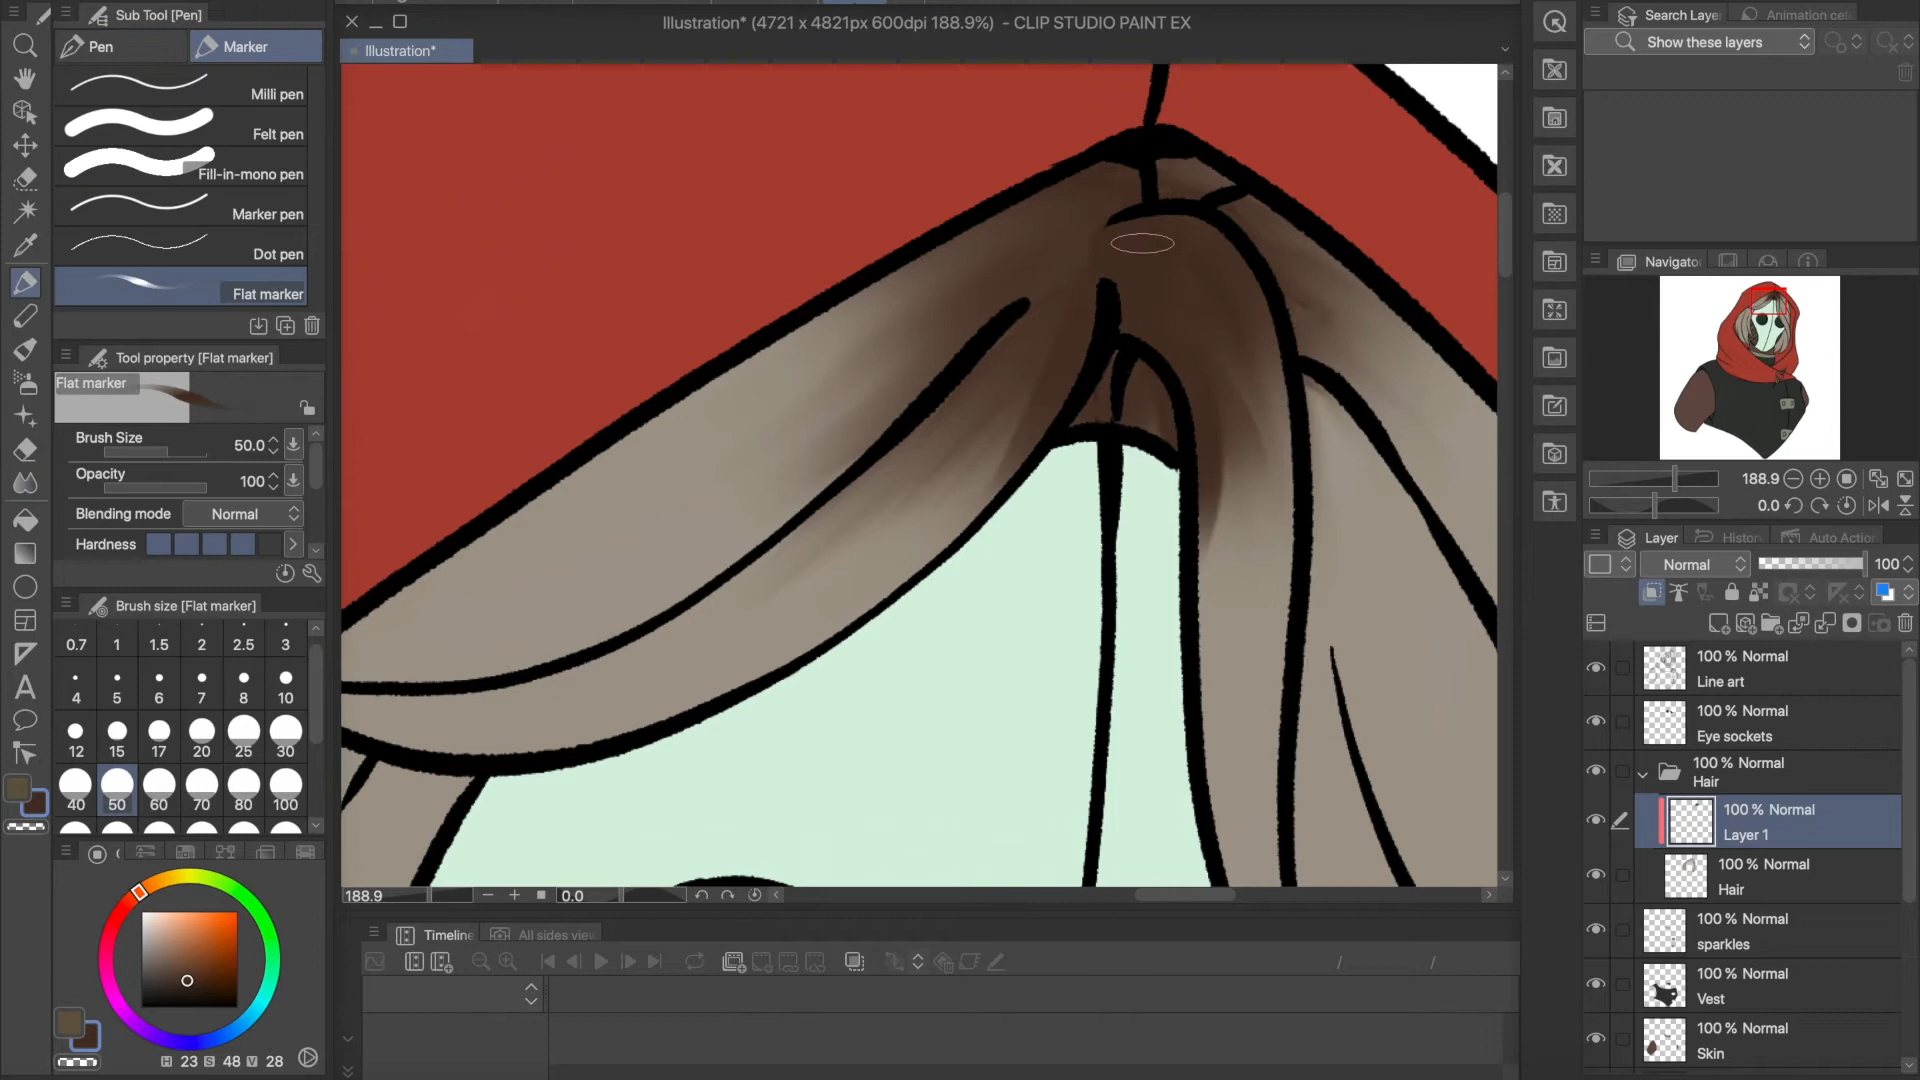 Sub Tool [Pen]
Pen
Marker
Milli pen
Felt pen
Fill-in-mono pen
Marker pen
Dot pen
Flat marker
Tool property [Flat marker]
Flat marker
Brush Size
50.0
Opacity
100
Blending mode
Normal
Hardness
Brush size [Flat marker]
0.7 1 1.5 2 2.5 3
4 5 6 7 8 10
12 15 17 20 25 30
40 50 60 70 80 100
H 23 S 48 V 28
Illustration* (4721 x 4821px 600dpi 188.9%) - CLIP STUDIO PAINT EX
Illustration*
188.9
0.0
Timeline
All sides view
/ /
Search Laye
Animation cel
Show these layers
Navigator
188.9
0.0
Layer
Histor
Auto Actio
Normal
100
100 % Normal
Line art
100 % Normal
Eye sockets
100 % Normal
Hair
100 % Normal
Layer 1
100 % Normal
Hair
100 % Normal
sparkles
100 % Normal
Vest
100 % Normal
Skin